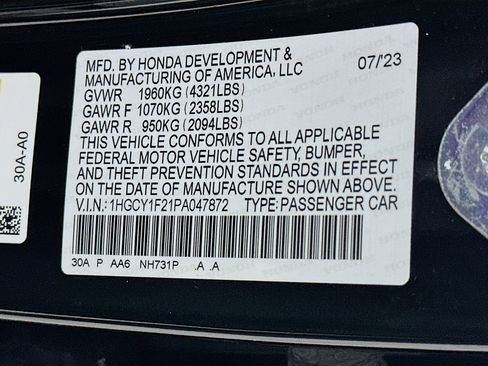 MFD. BY HONDA DEVELOPMENT &
MANUFACTURING OF AMERICA, LLC 07/'23
GVWR 1960KG (4321LBS)
GAWR F 1070KG (2358LBS)
GAWR R 950KG (2094LBS)
THIS VEHICLE CONFORMS TO ALL APPLICABLE
FEDERAL MOTOR VEHICLE SAFETY, BUMPER,
AND THEFT PREVENTION STANDARDS IN EFFECT
ON THE DATE OF MANUFACTURE SHOWN ABOVE.
V.I.N.:1HGCY1F21PA047872 TYPE:PASSENGER CAR
30A P AA6 NH731P .A .A
30A-A0